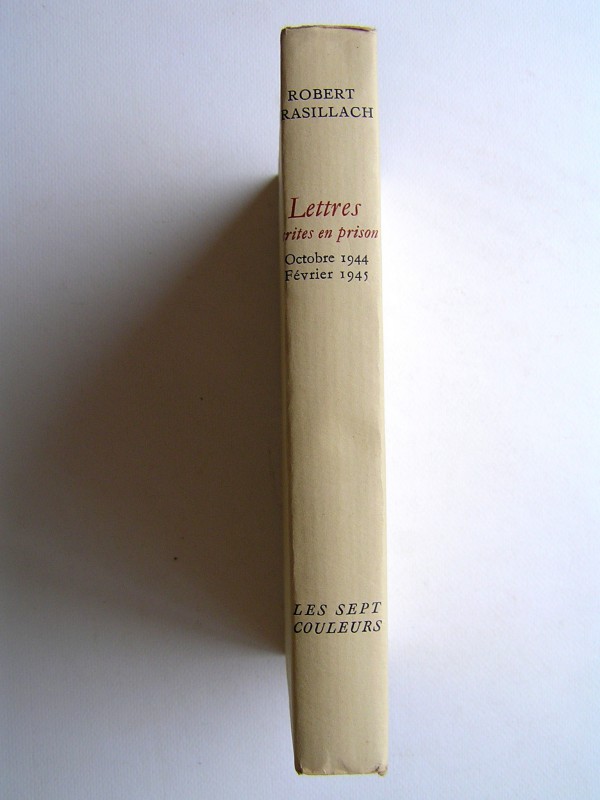 ROBERT
RASILLACH
Lettres
rites en prison
Octobre 1944
Février 1945
LES SEPT
COULEURS